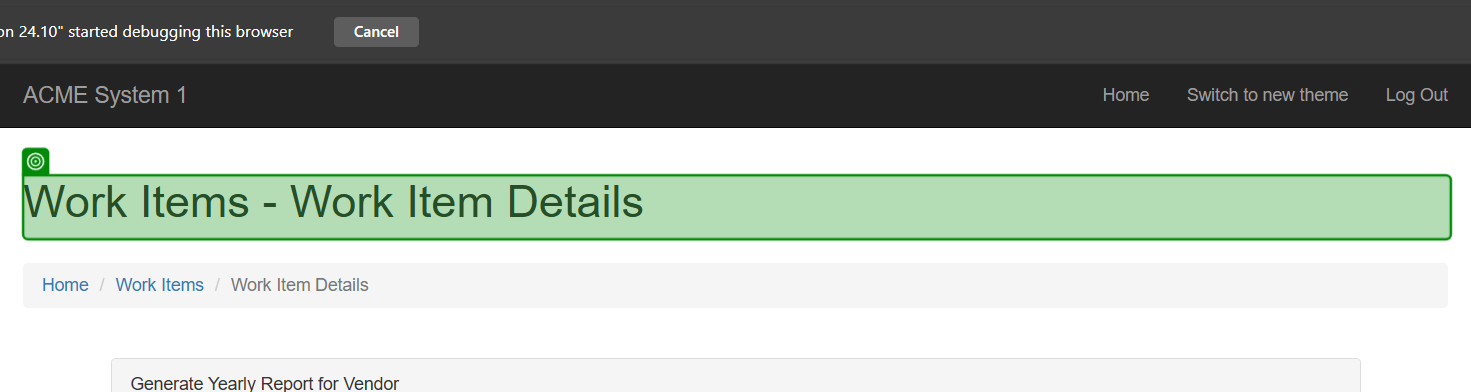 on 24.10" started debugging this browser Cancel
ACME System 1 Home Switch to new theme Log Out
Work Items - Work Item Details
Home / Work Items / Work Item Details
Generate Yearly Report for Vendor